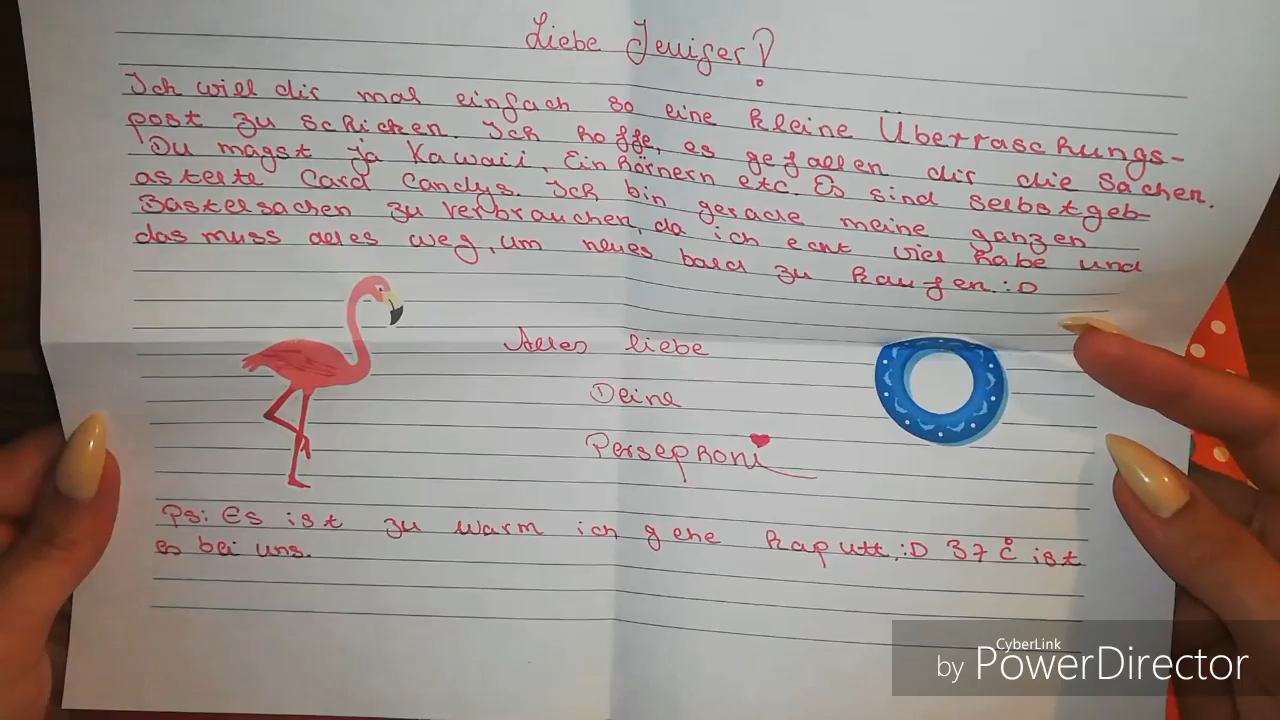 Liebe Jenifer!
Ich will dir mal einfach so eine kleine Überraschungs-
post zu schicken. Ich hoffe, es gefallen dir die Sachen.
Du magst ja Kawaii, Einhörnern etc. Es sind selbstgeb-
astelte Card Candys. Ich bin gerade meine ganzen
Bastelsachen zu verbrauchen, da ich echt viel habe und
das muss alles weg, um neues bald zu kaufen. :D
Alles liebe
Deine
Persephoni
Ps: Es ist zu warm ich gehe kaputt. :D 37 °C ist
es bei uns.
CyberLink
by PowerDirector